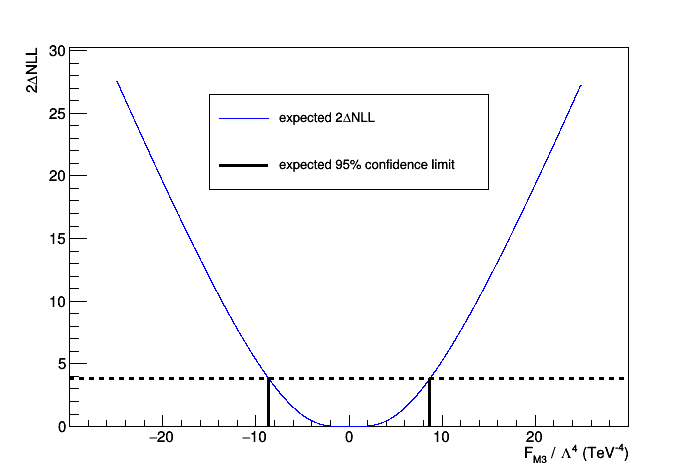 2ΔNLL
30
25
20
15
10
5
0
expected 2ΔNLL
expected 95% confidence limit
−20 −10 0 10 20
F_M3 / Λ^4 (TeV^-4)